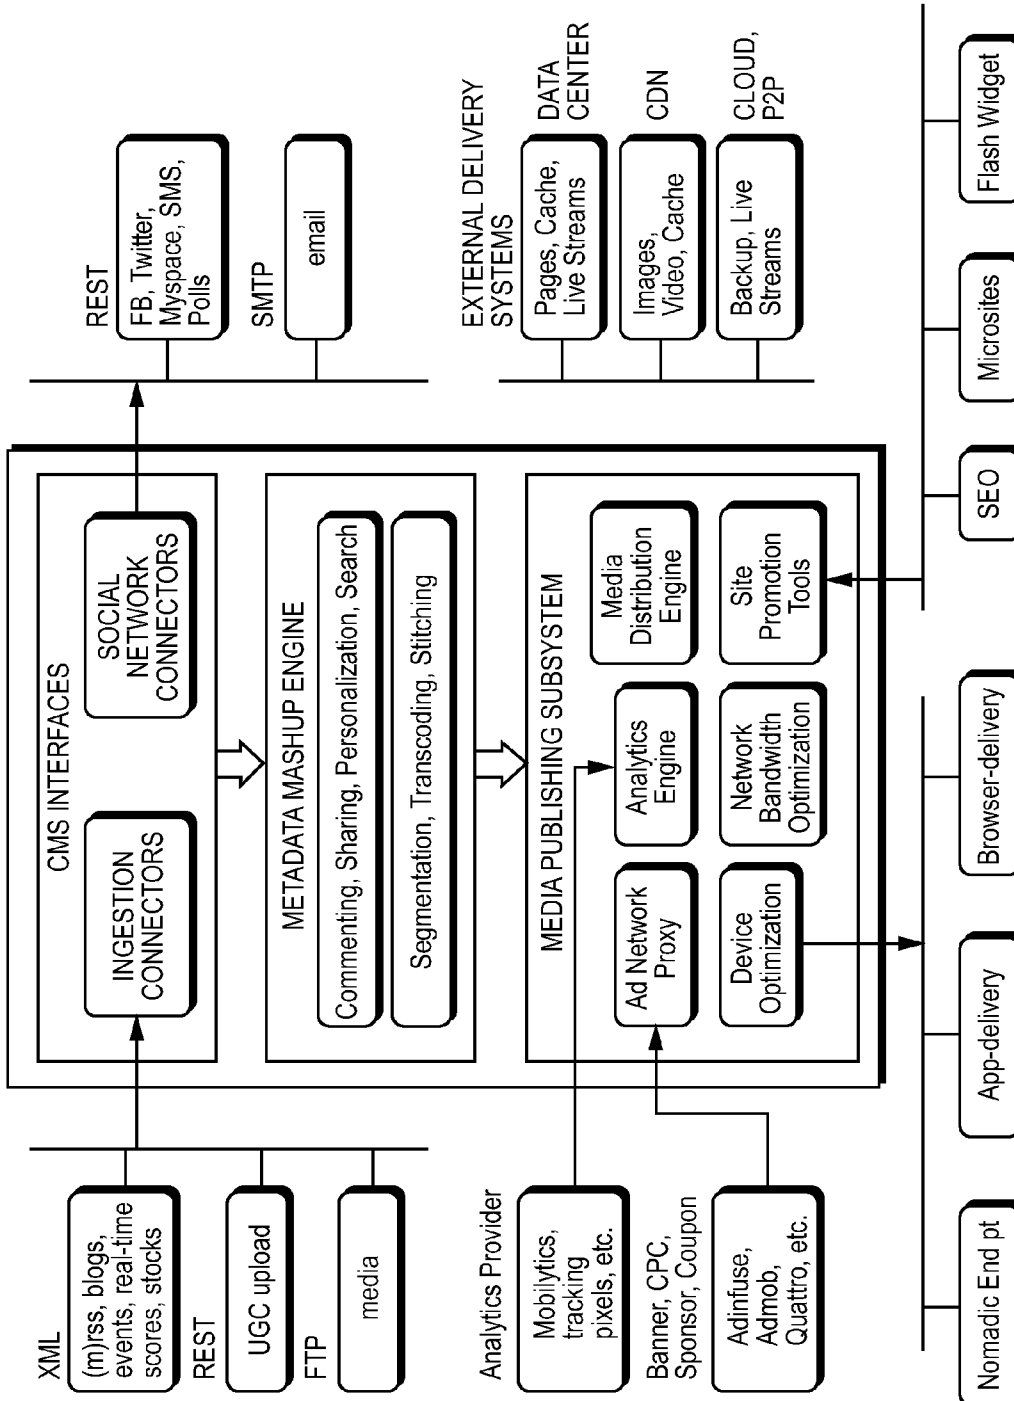 XML
(m)rss, blogs,
events, real-time
scores, stocks
REST
UGC upload
FTP
media
Analytics Provider
Mobilytics,
tracking
pixels, etc.
Banner, CPC,
Sponsor, Coupon
Adinfuse,
Admob,
Quattro, etc.
CMS INTERFACES
INGESTION
CONNECTORS
SOCIAL
NETWORK
CONNECTORS
METADATA MASHUP ENGINE
Commenting, Sharing, Personalization, Search
Segmentation, Transcoding, Stitching
MEDIA PUBLISHING SUBSYSTEM
Ad Network
Proxy
Analytics
Engine
Media
Distribution
Engine
Device
Optimization
Network
Bandwidth
Optimization
Site
Promotion
Tools
REST
FB, Twitter,
Myspace, SMS,
Polls
SMTP
email
EXTERNAL DELIVERY
SYSTEMS
Pages, Cache,
Live Streams
DATA
CENTER
Images,
Video, Cache
CDN
Backup, Live
Streams
CLOUD,
P2P
Nomadic End pt
App-delivery
Browser-delivery
SEO
Microsites
Flash Widget